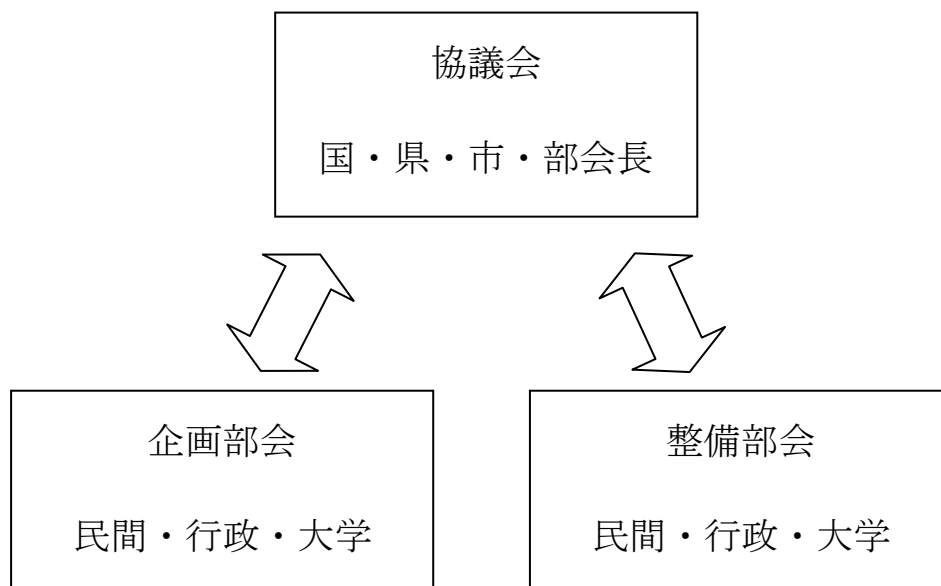 協議会
国・県・市・部会長
企画部会
民間・行政・大学
整備部会
民間・行政・大学